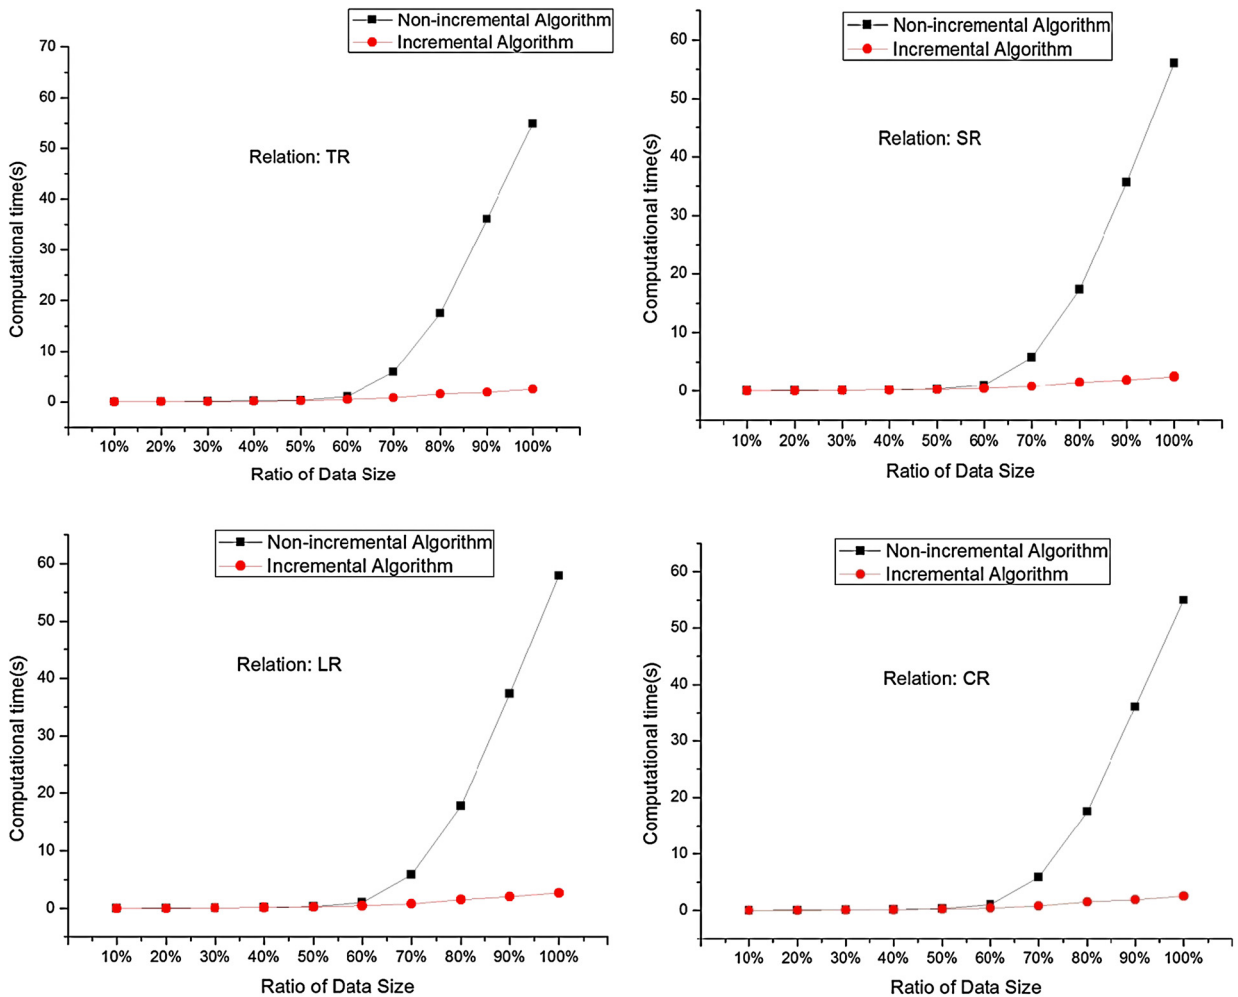 Non-incremental Algorithm
Incremental Algorithm
70
60
50
40
30
20
10
0
Computational time(s)
Relation: TR
10% 20% 30% 40% 50% 60% 70% 80% 90% 100%
Ratio of Data Size
Non-incremental Algorithm
Incremental Algorithm
60
50
40
30
20
10
0
Computational time(s)
Relation: SR
10% 20% 30% 40% 50% 60% 70% 80% 90% 100%
Ratio of Data Size
Non-incremental Algorithm
Incremental Algorithm
60
50
40
30
20
10
0
Computational time(s)
Relation: LR
10% 20% 30% 40% 50% 60% 70% 80% 90% 100%
Ratio of Data Size
Non-incremental Algorithm
Incremental Algorithm
60
50
40
30
20
10
0
Computational time(s)
Relation: CR
10% 20% 30% 40% 50% 60% 70% 80% 90% 100%
Ratio of Data Size